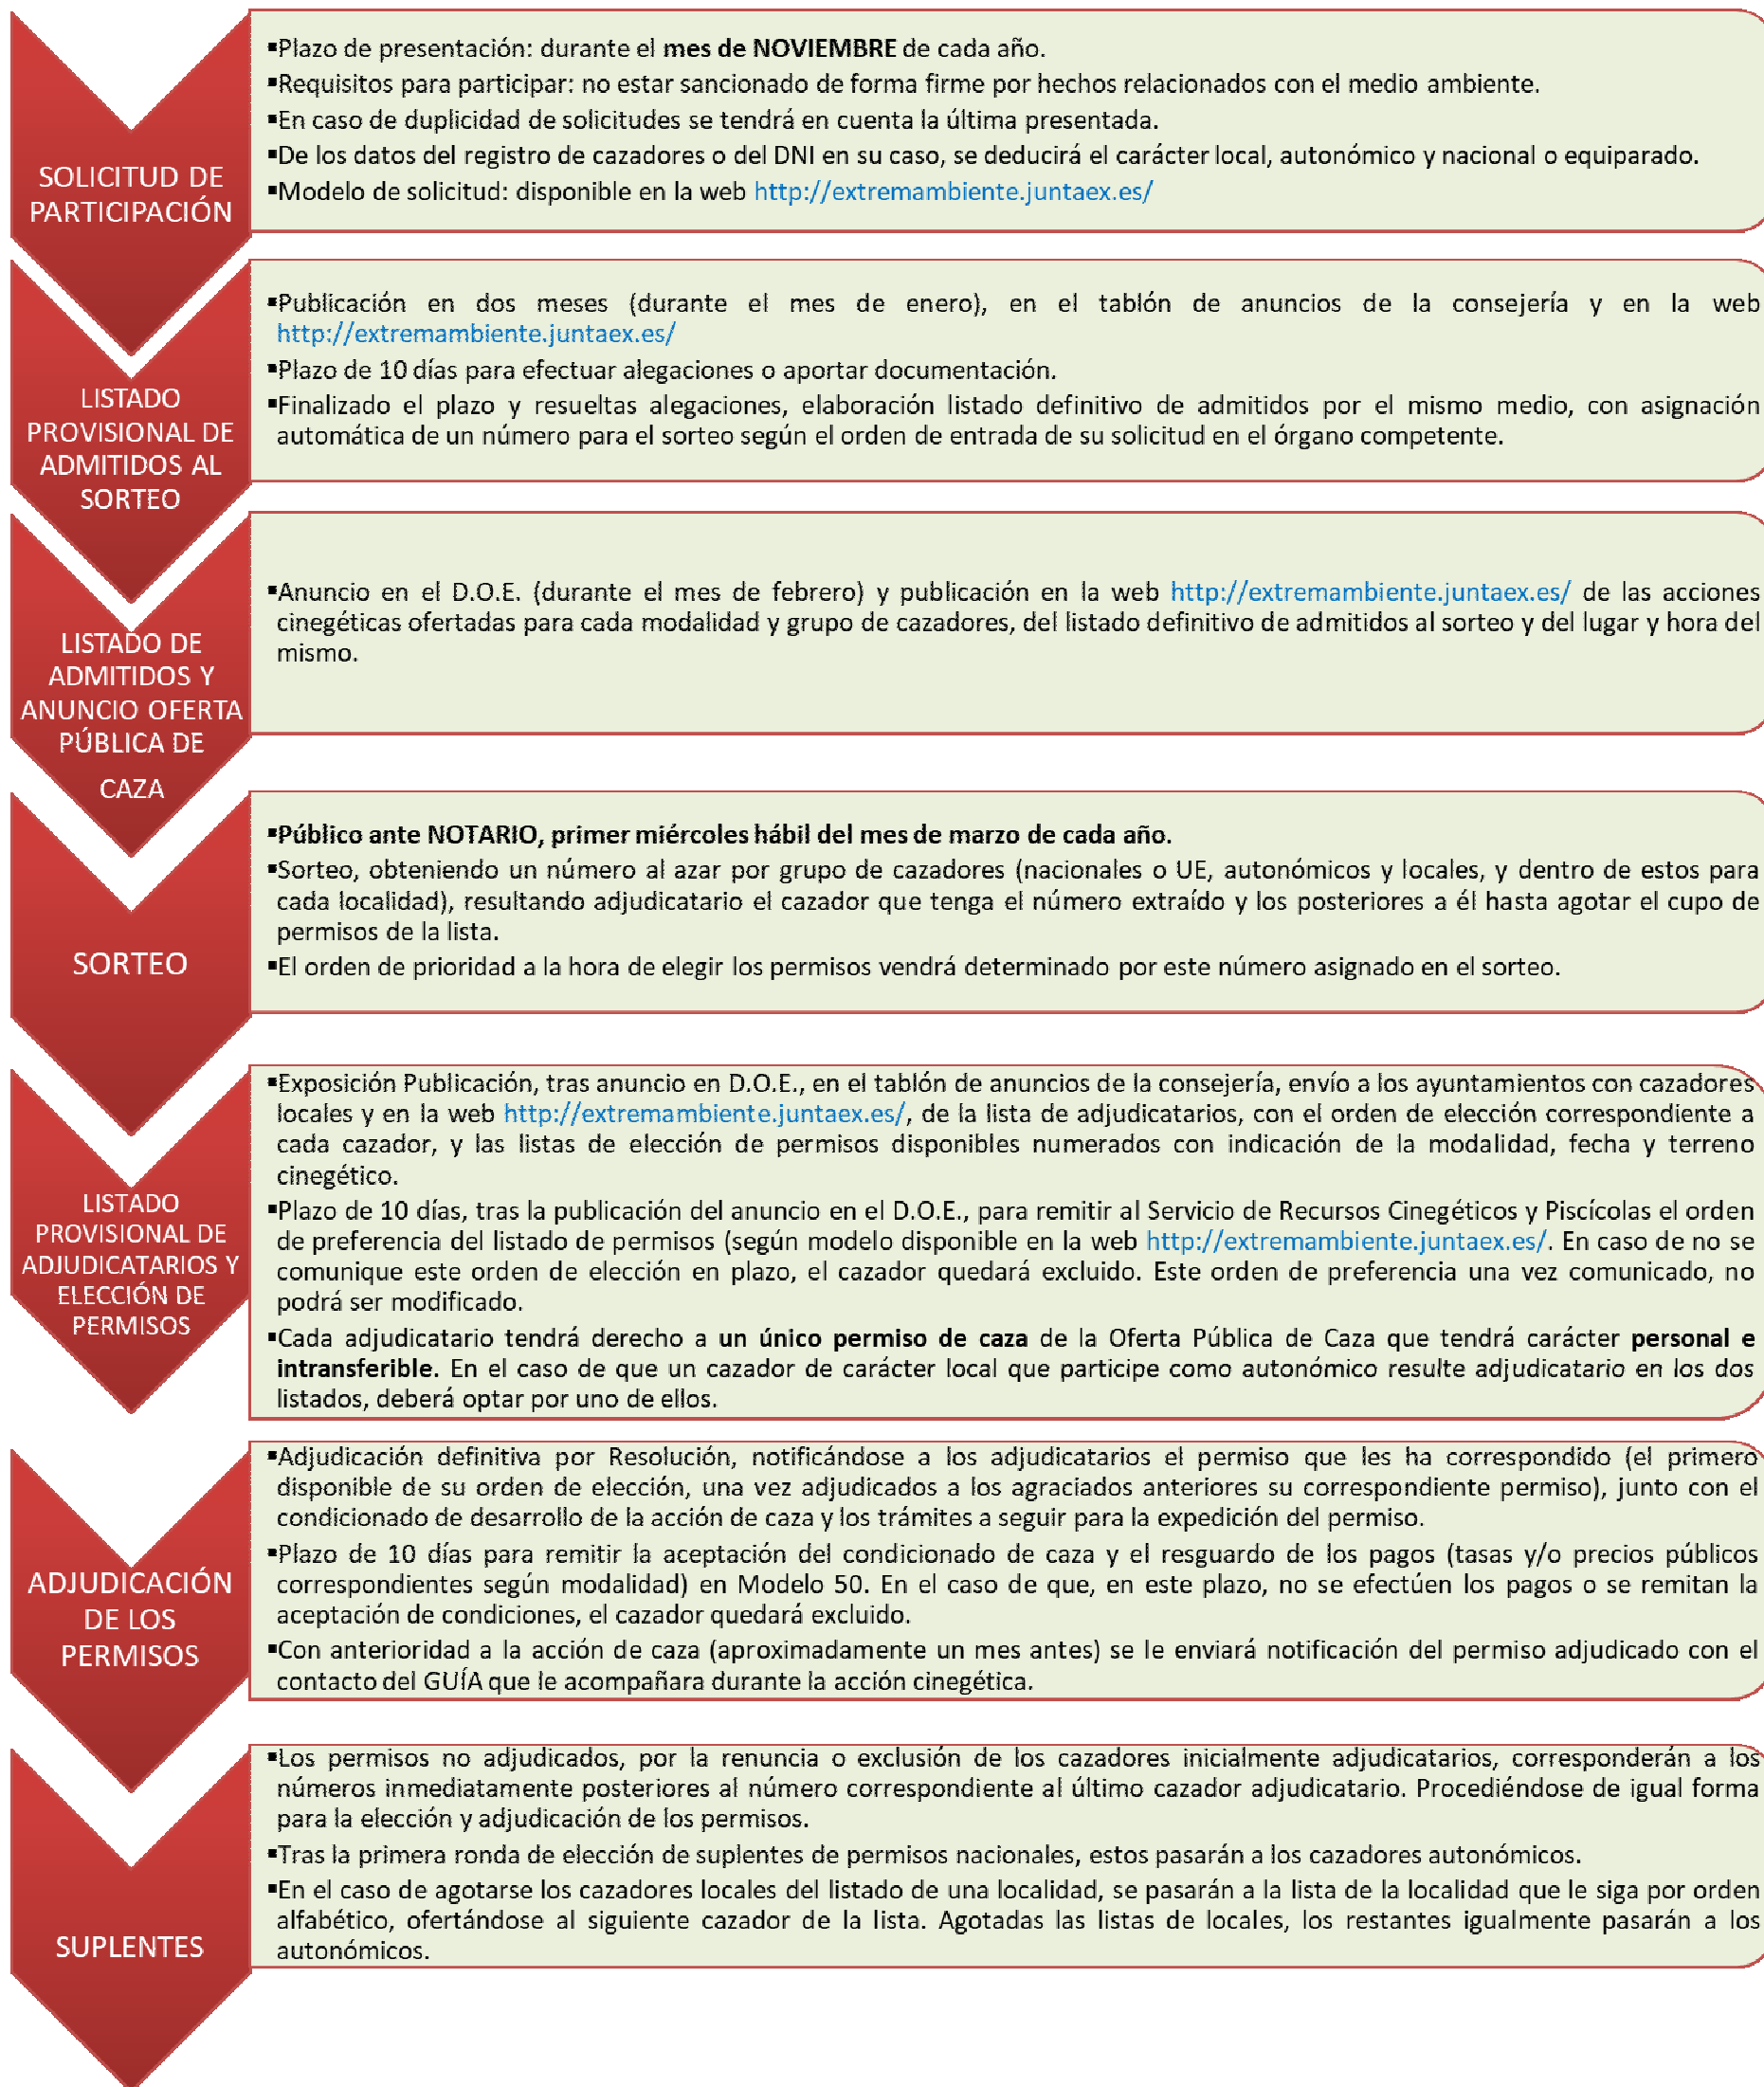 SOLICITUD DE
PARTICIPACIÓN
▪Plazo de presentación: durante el mes de NOVIEMBRE de cada año.
▪Requisitos para participar: no estar sancionado de forma firme por hechos relacionados con el medio ambiente.
▪En caso de duplicidad de solicitudes se tendrá en cuenta la última presentada.
▪De los datos del registro de cazadores o del DNI en su caso, se deducirá el carácter local, autonómico y nacional o equiparado.
▪Modelo de solicitud: disponible en la web http://extremambiente.juntaex.es/
LISTADO
PROVISIONAL DE
ADMITIDOS AL
SORTEO
▪Publicación en dos meses (durante el mes de enero), en el tablón de anuncios de la consejería y en la web
http://extremambiente.juntaex.es/
▪Plazo de 10 días para efectuar alegaciones o aportar documentación.
▪Finalizado el plazo y resueltas alegaciones, elaboración listado definitivo de admitidos por el mismo medio, con asignación
automática de un número para el sorteo según el orden de entrada de su solicitud en el órgano competente.
LISTADO DE
ADMITIDOS Y
ANUNCIO OFERTA
PÚBLICA DE
CAZA
▪Anuncio en el D.O.E. (durante el mes de febrero) y publicación en la web http://extremambiente.juntaex.es/ de las acciones
cinegéticas ofertadas para cada modalidad y grupo de cazadores, del listado definitivo de admitidos al sorteo y del lugar y hora del
mismo.
SORTEO
▪Público ante NOTARIO, primer miércoles hábil del mes de marzo de cada año.
▪Sorteo, obteniendo un número al azar por grupo de cazadores (nacionales o UE, autonómicos y locales, y dentro de estos para
cada localidad), resultando adjudicatario el cazador que tenga el número extraído y los posteriores a él hasta agotar el cupo de
permisos de la lista.
▪El orden de prioridad a la hora de elegir los permisos vendrá determinado por este número asignado en el sorteo.
LISTADO
PROVISIONAL DE
ADJUDICATARIOS Y
ELECCIÓN DE
PERMISOS
▪Exposición Publicación, tras anuncio en D.O.E., en el tablón de anuncios de la consejería, envío a los ayuntamientos con cazadores
locales y en la web http://extremambiente.juntaex.es/, de la lista de adjudicatarios, con el orden de elección correspondiente a
cada cazador, y las listas de elección de permisos disponibles numerados con indicación de la modalidad, fecha y terreno
cinegético.
▪Plazo de 10 días, tras la publicación del anuncio en el D.O.E., para remitir al Servicio de Recursos Cinegéticos y Piscícolas el orden
de preferencia del listado de permisos (según modelo disponible en la web http://extremambiente.juntaex.es/. En caso de no se
comunique este orden de elección en plazo, el cazador quedará excluido. Este orden de preferencia una vez comunicado, no
podrá ser modificado.
▪Cada adjudicatario tendrá derecho a un único permiso de caza de la Oferta Pública de Caza que tendrá carácter personal e
intransferible. En el caso de que un cazador de carácter local que participe como autonómico resulte adjudicatario en los dos
listados, deberá optar por uno de ellos.
ADJUDICACIÓN
DE LOS
PERMISOS
▪Adjudicación definitiva por Resolución, notificándose a los adjudicatarios el permiso que les ha correspondido (el primero
disponible de su orden de elección, una vez adjudicados a los agraciados anteriores su correspondiente permiso), junto con el
condicionado de desarrollo de la acción de caza y los trámites a seguir para la expedición del permiso.
▪Plazo de 10 días para remitir la aceptación del condicionado de caza y el resguardo de los pagos (tasas y/o precios públicos
correspondientes según modalidad) en Modelo 50. En el caso de que, en este plazo, no se efectúen los pagos o se remitan la
aceptación de condiciones, el cazador quedará excluido.
▪Con anterioridad a la acción de caza (aproximadamente un mes antes) se le enviará notificación del permiso adjudicado con el
contacto del GUÍA que le acompañara durante la acción cinegética.
SUPLENTES
▪Los permisos no adjudicados, por la renuncia o exclusión de los cazadores inicialmente adjudicatarios, corresponderán a los
números inmediatamente posteriores al número correspondiente al último cazador adjudicatario. Procediéndose de igual forma
para la elección y adjudicación de los permisos.
▪Tras la primera ronda de elección de suplentes de permisos nacionales, estos pasarán a los cazadores autonómicos.
▪En el caso de agotarse los cazadores locales del listado de una localidad, se pasarán a la lista de la localidad que le siga por orden
alfabético, ofertándose al siguiente cazador de la lista. Agotadas las listas de locales, los restantes igualmente pasarán a los
autonómicos.